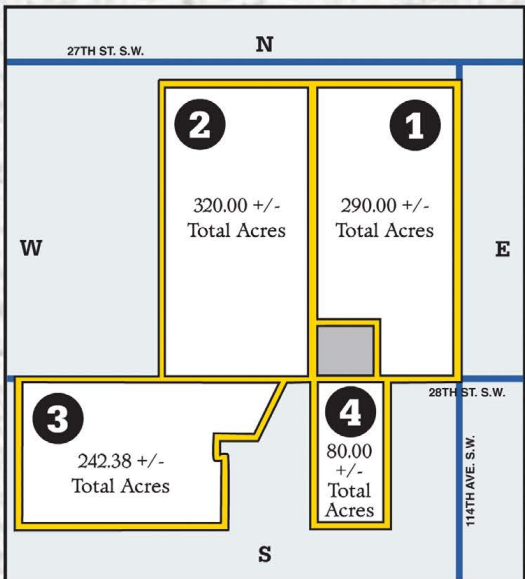 N
27TH ST. S.W.
2
1
320.00 +/-
Total Acres
290.00 +/-
Total Acres
W
E
28TH ST. S.W.
3
4
242.38 +/-
Total Acres
80.00
+/-
Total
Acres
114TH AVE. S.W.
S